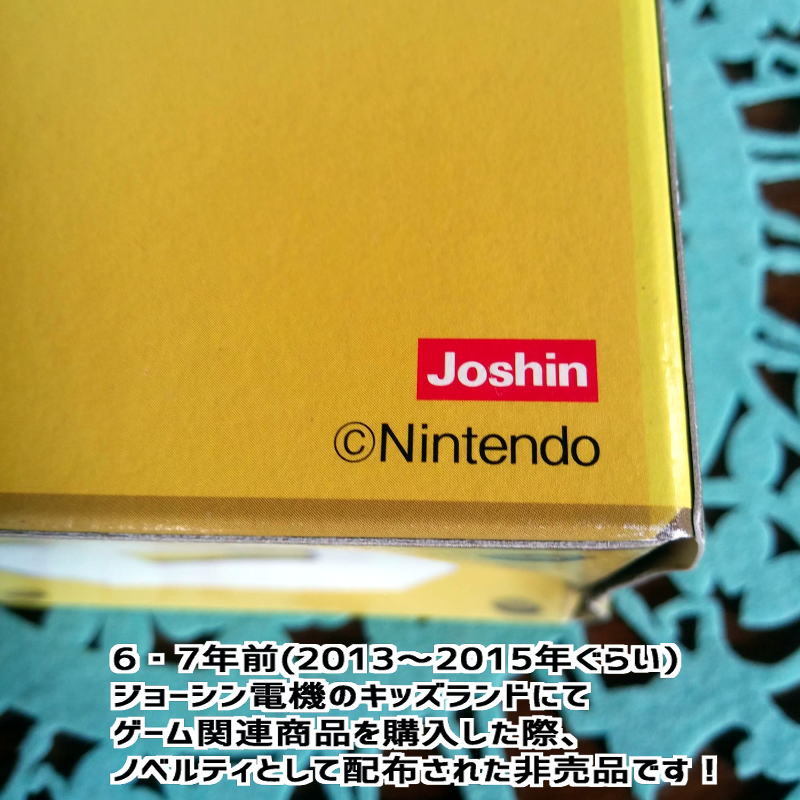 Joshin
©Nintendo
6・7年前(2013～2015年ぐらい)
ジョーシン電機のキッズランドにて
ゲーム関連商品を購入した際、
ノベルティとして配布された非売品です！